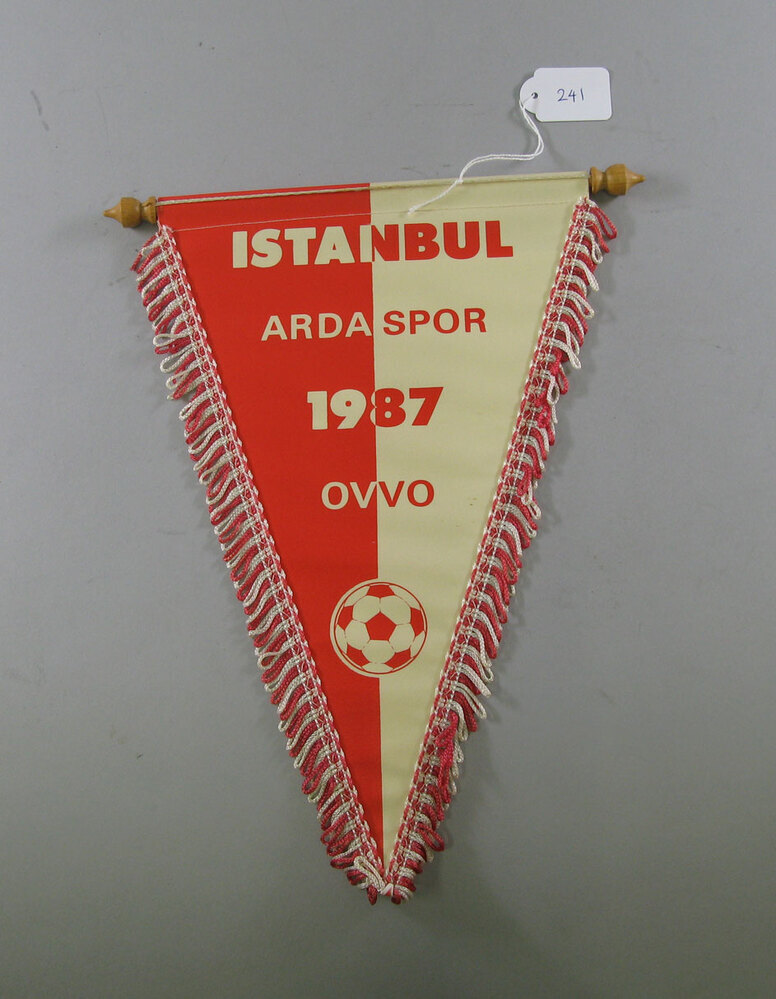 241
ISTANBUL
ARDA SPOR
1987
OVVO